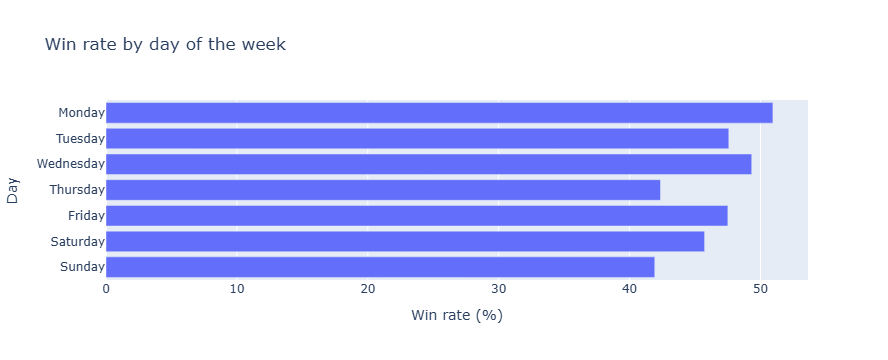 Win rate by day of the week
Day
Monday
Tuesday
Wednesday
Thursday
Friday
Saturday
Sunday
0 10 20 30 40 50
Win rate (%)